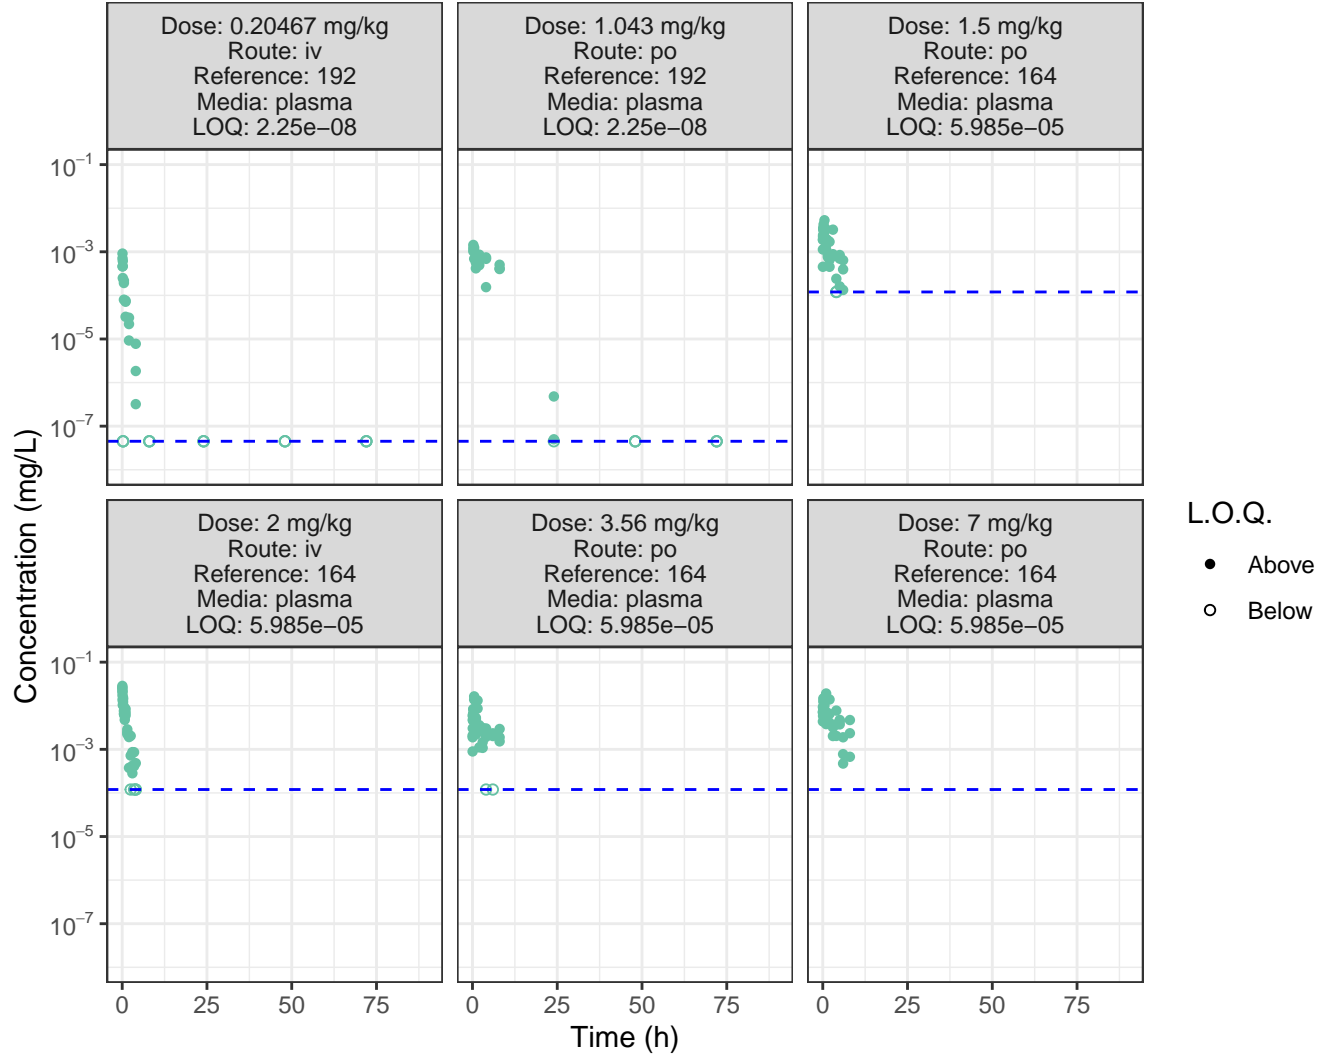 Dose: 0.20467 mg/kg
Route: iv
Reference: 192
Media: plasma
LOQ: 2.25e−08
Dose: 1.043 mg/kg
Route: po
Reference: 192
Media: plasma
LOQ: 2.25e−08
Dose: 1.5 mg/kg
Route: po
Reference: 164
Media: plasma
LOQ: 5.985e−05
10⁻¹
10⁻³
10⁻⁵
10⁻⁷
Dose: 2 mg/kg
Route: iv
Reference: 164
Media: plasma
LOQ: 5.985e−05
Dose: 3.56 mg/kg
Route: po
Reference: 164
Media: plasma
LOQ: 5.985e−05
Dose: 7 mg/kg
Route: po
Reference: 164
Media: plasma
LOQ: 5.985e−05
10⁻¹
10⁻³
10⁻⁵
10⁻⁷
0 25 50 75
0 25 50 75
0 25 50 75
Time (h)
Concentration (mg/L)
L.O.Q.
Above
Below